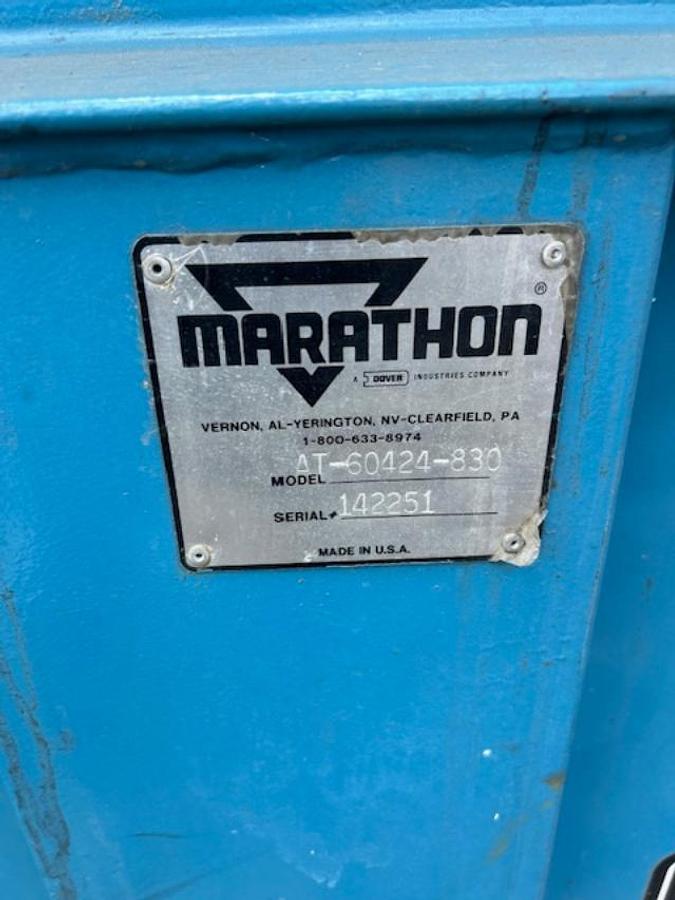 MARATHON ®
A DOVER INDUSTRIES COMPANY
VERNON, AL-YERINGTON, NV-CLEARFIELD, PA
1-800-633-8974
MODEL AT-60424-830
SERIAL# 142251
MADE IN U.S.A.